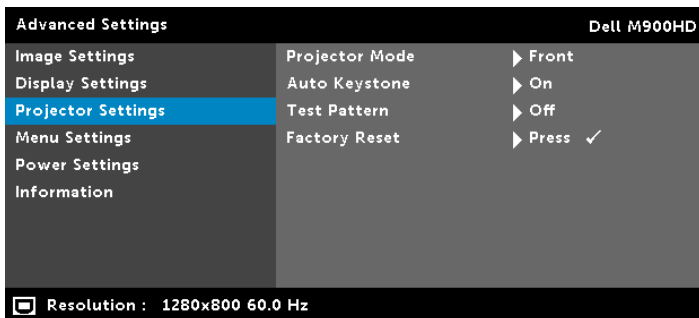 Advanced Settings Dell M900HD
Image Settings Projector Mode Front
Display Settings Auto Keystone On
Projector Settings Test Pattern Off
Menu Settings Factory Reset Press ✓
Power Settings
Information
Resolution : 1280x800 60.0 Hz